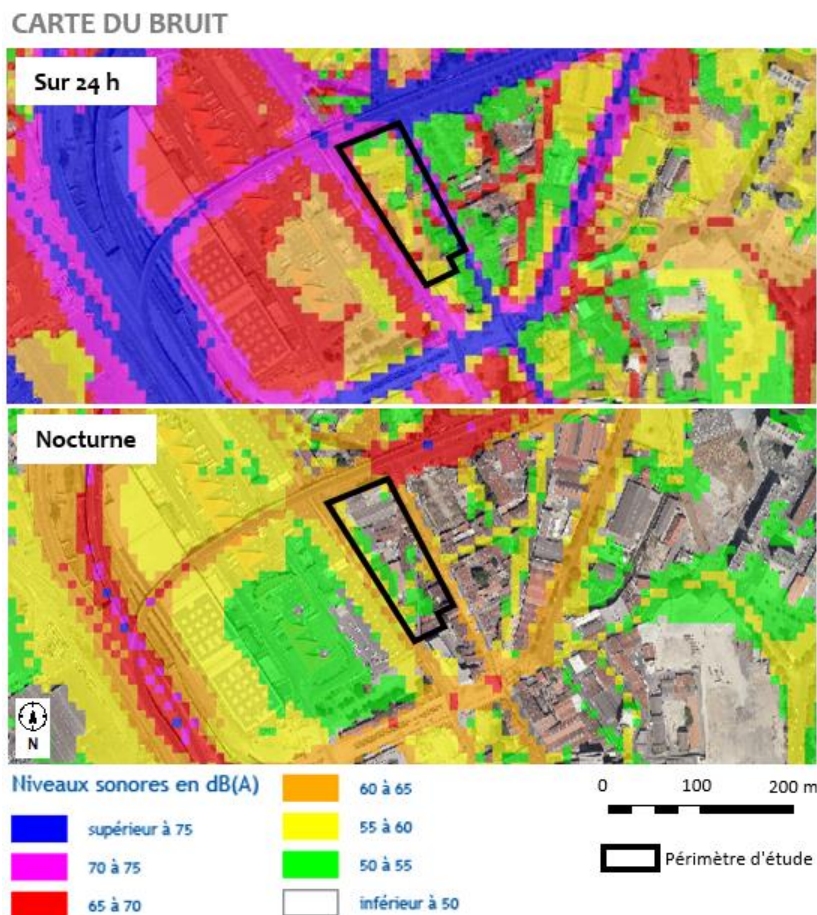 CARTE DU BRUIT
Sur 24 h
Nocturne
N
Niveaux sonores en dB(A)
supérieur à 75
70 à 75
65 à 70
60 à 65
55 à 60
50 à 55
inférieur à 50
0 100 200 m
Périmètre d'étude